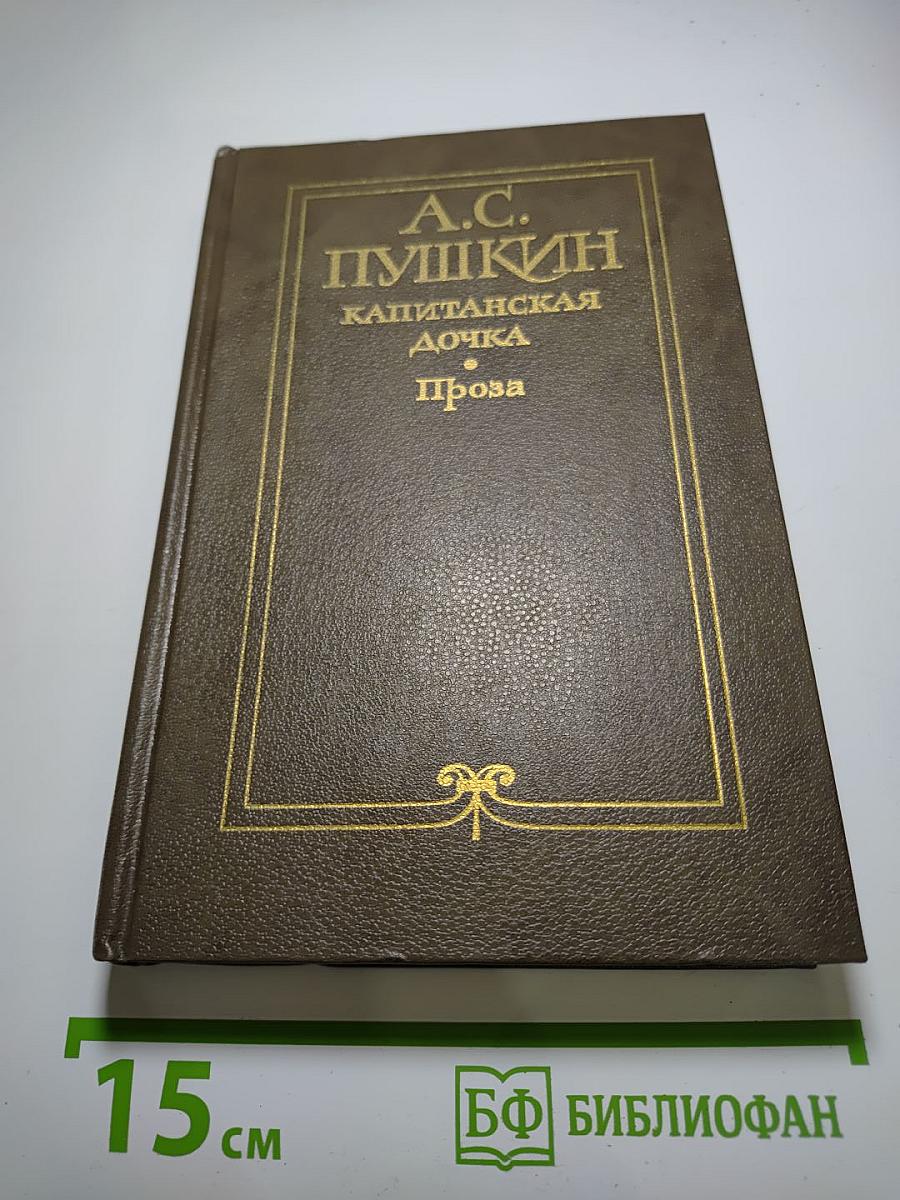 А.С.
ПУШКИН
КАПИТАНСКАЯ
ДОЧКА
•
Проза
15 см
БФ БИБЛИОФАН